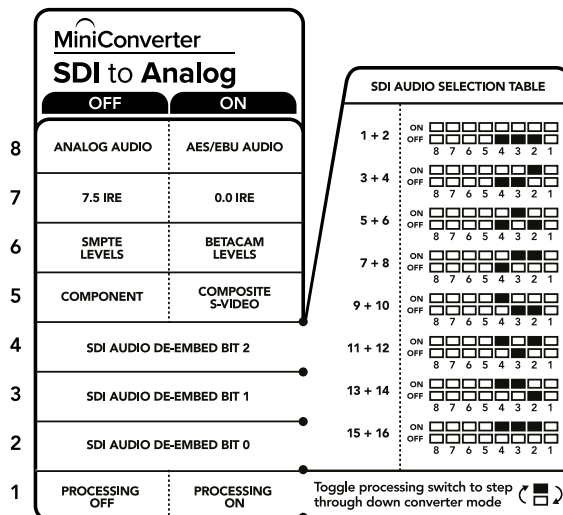 MiniConverter
SDI to Analog
OFF ON
8 ANALOG AUDIO AES/EBU AUDIO
7 7.5 IRE 0.0 IRE
6 SMPTE LEVELS BETACAM LEVELS
5 COMPONENT COMPOSITE S-VIDEO
4 SDI AUDIO DE-EMBED BIT 2
3 SDI AUDIO DE-EMBED BIT 1
2 SDI AUDIO DE-EMBED BIT 0
1 PROCESSING OFF PROCESSING ON
SDI AUDIO SELECTION TABLE
1 + 2 ON
OFF
8 7 6 5 4 3 2 1
3 + 4 ON
OFF
8 7 6 5 4 3 2 1
5 + 6 ON
OFF
8 7 6 5 4 3 2 1
7 + 8 ON
OFF
8 7 6 5 4 3 2 1
9 + 10 ON
OFF
8 7 6 5 4 3 2 1
11 + 12 ON
OFF
8 7 6 5 4 3 2 1
13 + 14 ON
OFF
8 7 6 5 4 3 2 1
15 + 16 ON
OFF
8 7 6 5 4 3 2 1
Toggle processing switch to step
through down converter mode